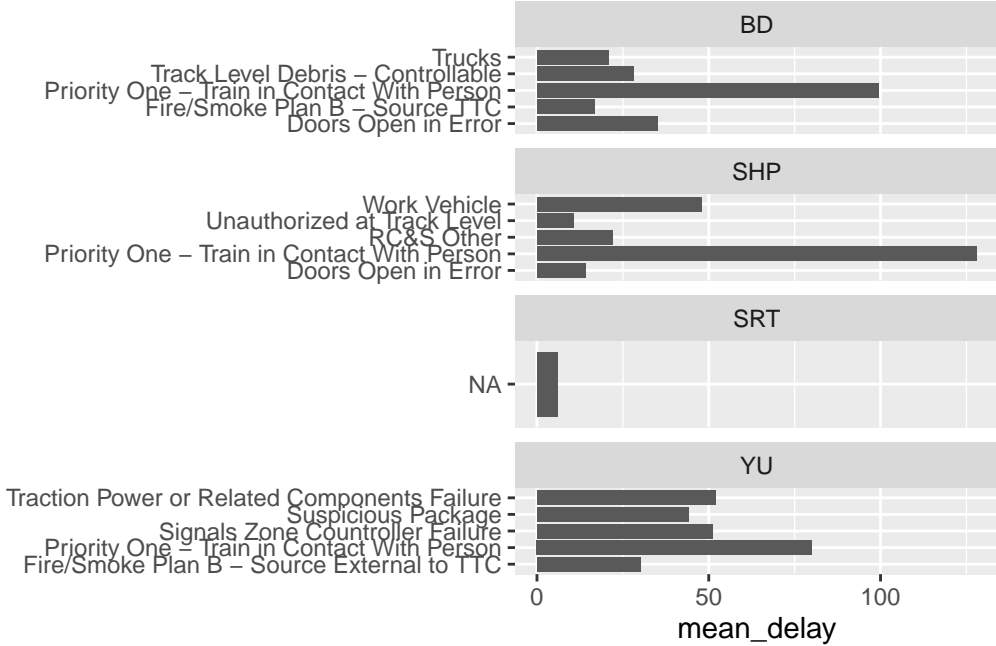 BD
Trucks
Track Level Debris – Controllable
Priority One – Train in Contact With Person
Fire/Smoke Plan B – Source TTC
Doors Open in Error
SHP
Work Vehicle
Unauthorized at Track Level
RC&S Other
Priority One – Train in Contact With Person
Doors Open in Error
SRT
NA
YU
Traction Power or Related Components Failure
Suspicious Package
Signals Zone Countroller Failure
Priority One – Train in Contact With Person
Fire/Smoke Plan B – Source External to TTC
0 50 100
mean_delay